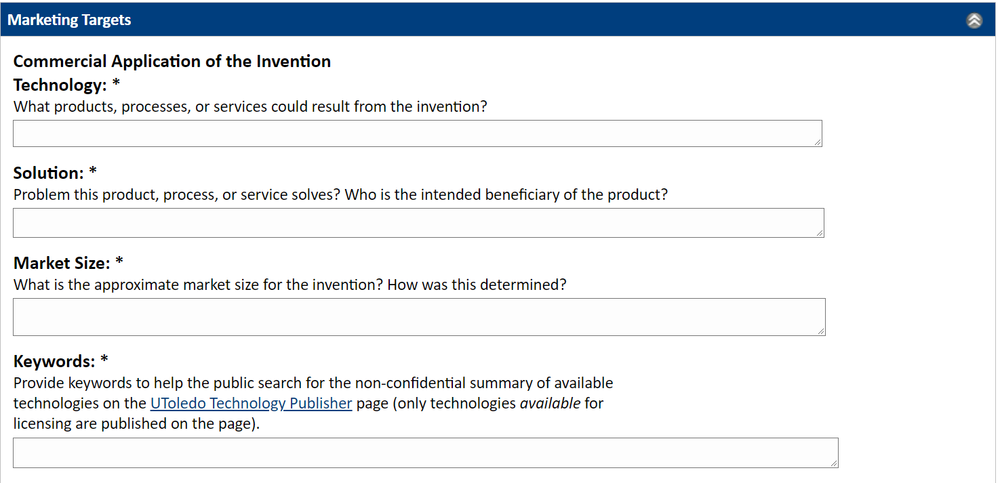 Marketing Targets
Commercial Application of the Invention
Technology: *
What products, processes, or services could result from the invention?
Solution: *
Problem this product, process, or service solves? Who is the intended beneficiary of the product?
Market Size: *
What is the approximate market size for the invention? How was this determined?
Keywords: *
Provide keywords to help the public search for the non-confidential summary of available
technologies on the UToledo Technology Publisher page (only technologies available for
licensing are published on the page).